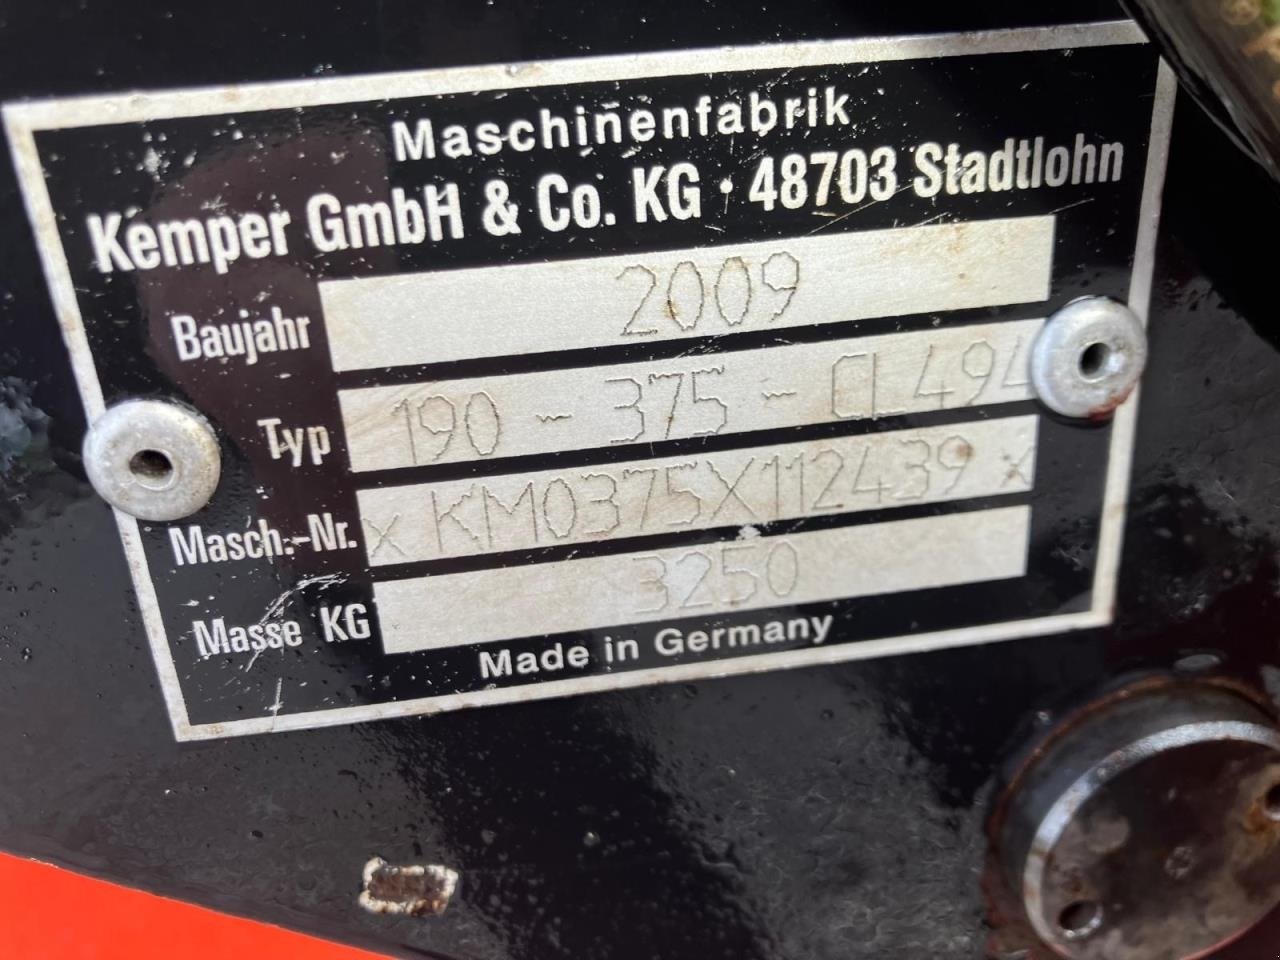 Maschinenfabrik
Kemper GmbH & Co. KG · 48703 Stadtlohn
Baujahr 2009
Typ 190 - 375 - CL494
Masch.-Nr. x KM0375X112439 x
Masse KG 3250
Made in Germany